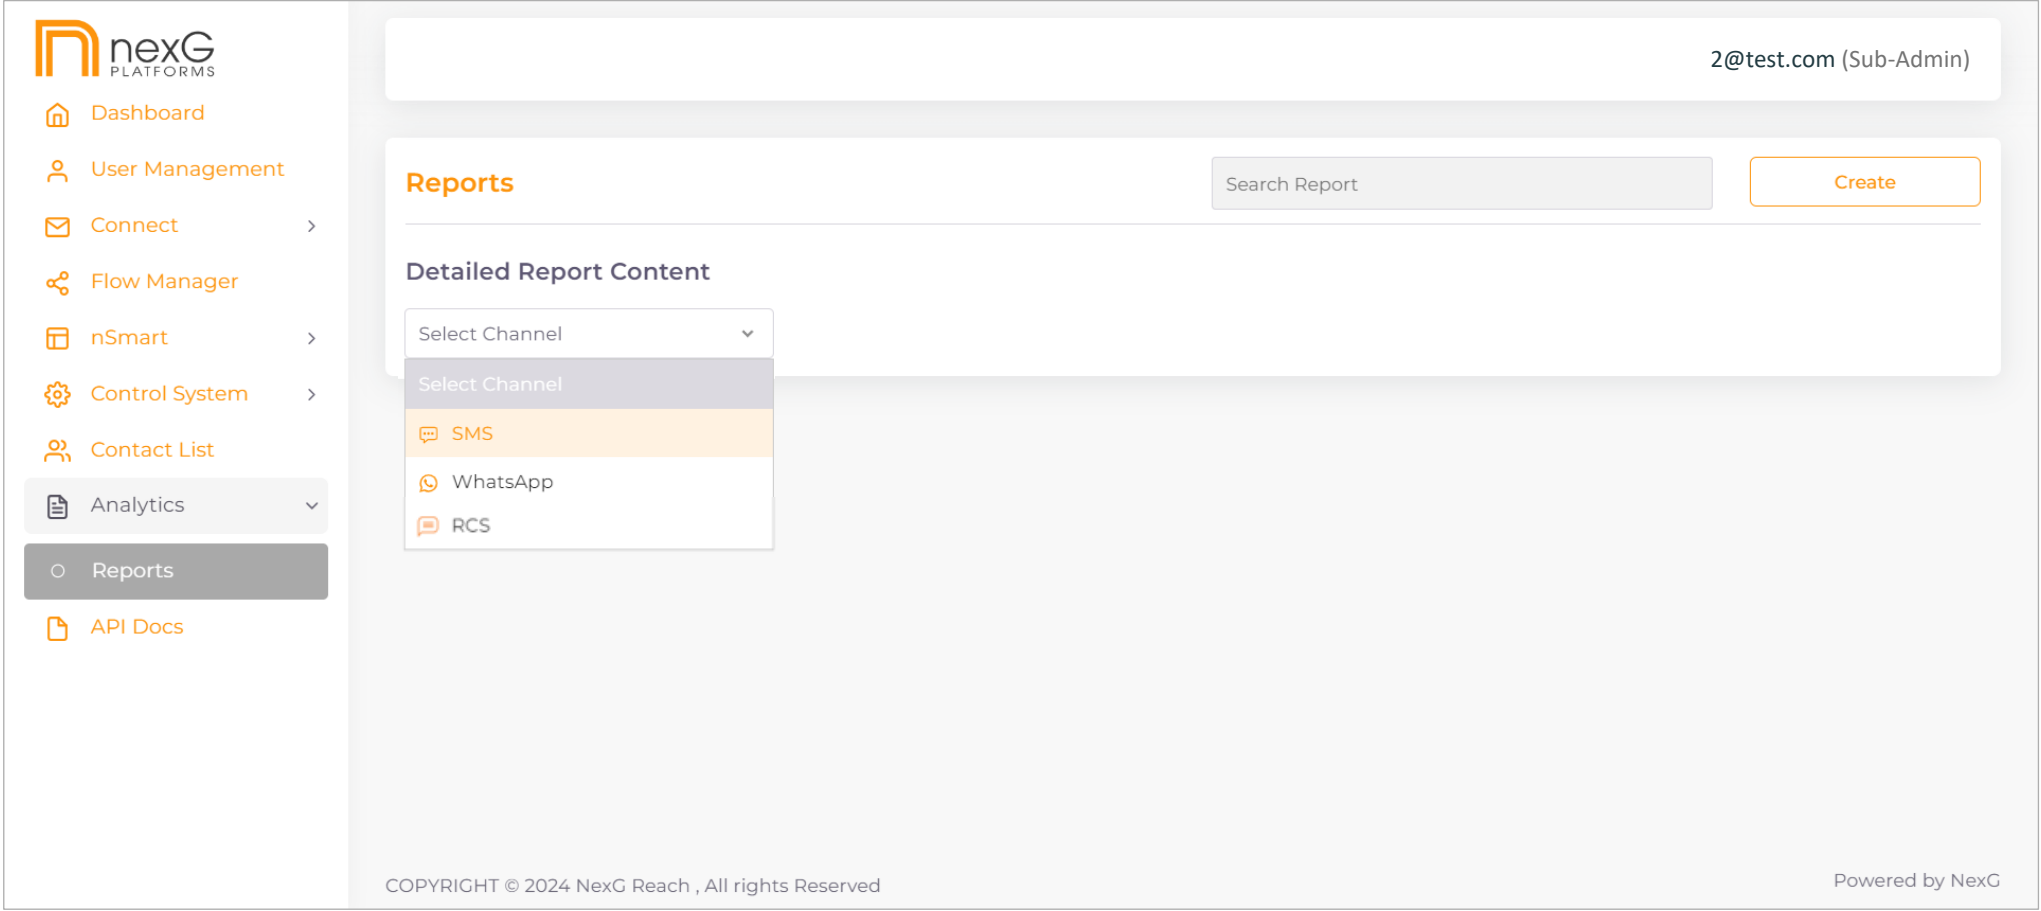 nexG
PLATFORMS
Dashboard
User Management
Connect
Flow Manager
nSmart
Control System
Contact List
Analytics
Reports
API Docs
2@test.com (Sub-Admin)
Reports
Search Report
Create
Detailed Report Content
Select Channel
Select Channel
SMS
WhatsApp
RCS
COPYRIGHT © 2024 NexG Reach , All rights Reserved
Powered by NexG